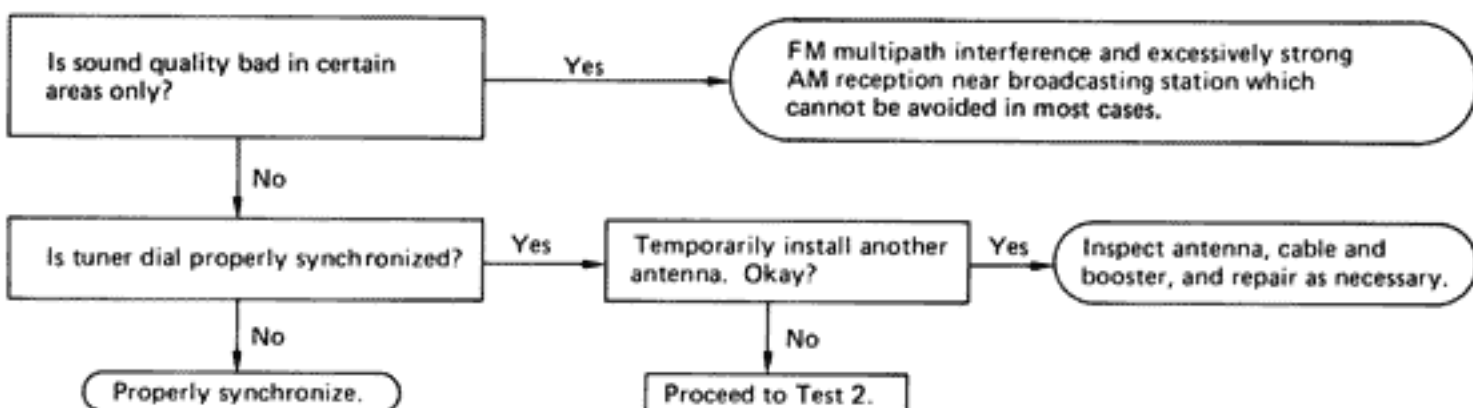 Is sound quality bad in certain
areas only?
Yes
FM multipath interference and excessively strong
AM reception near broadcasting station which
cannot be avoided in most cases.
No
Is tuner dial properly synchronized?
Yes
Temporarily install another
antenna. Okay?
Yes
Inspect antenna, cable and
booster, and repair as necessary.
No
Properly synchronize.
No
Proceed to Test 2.